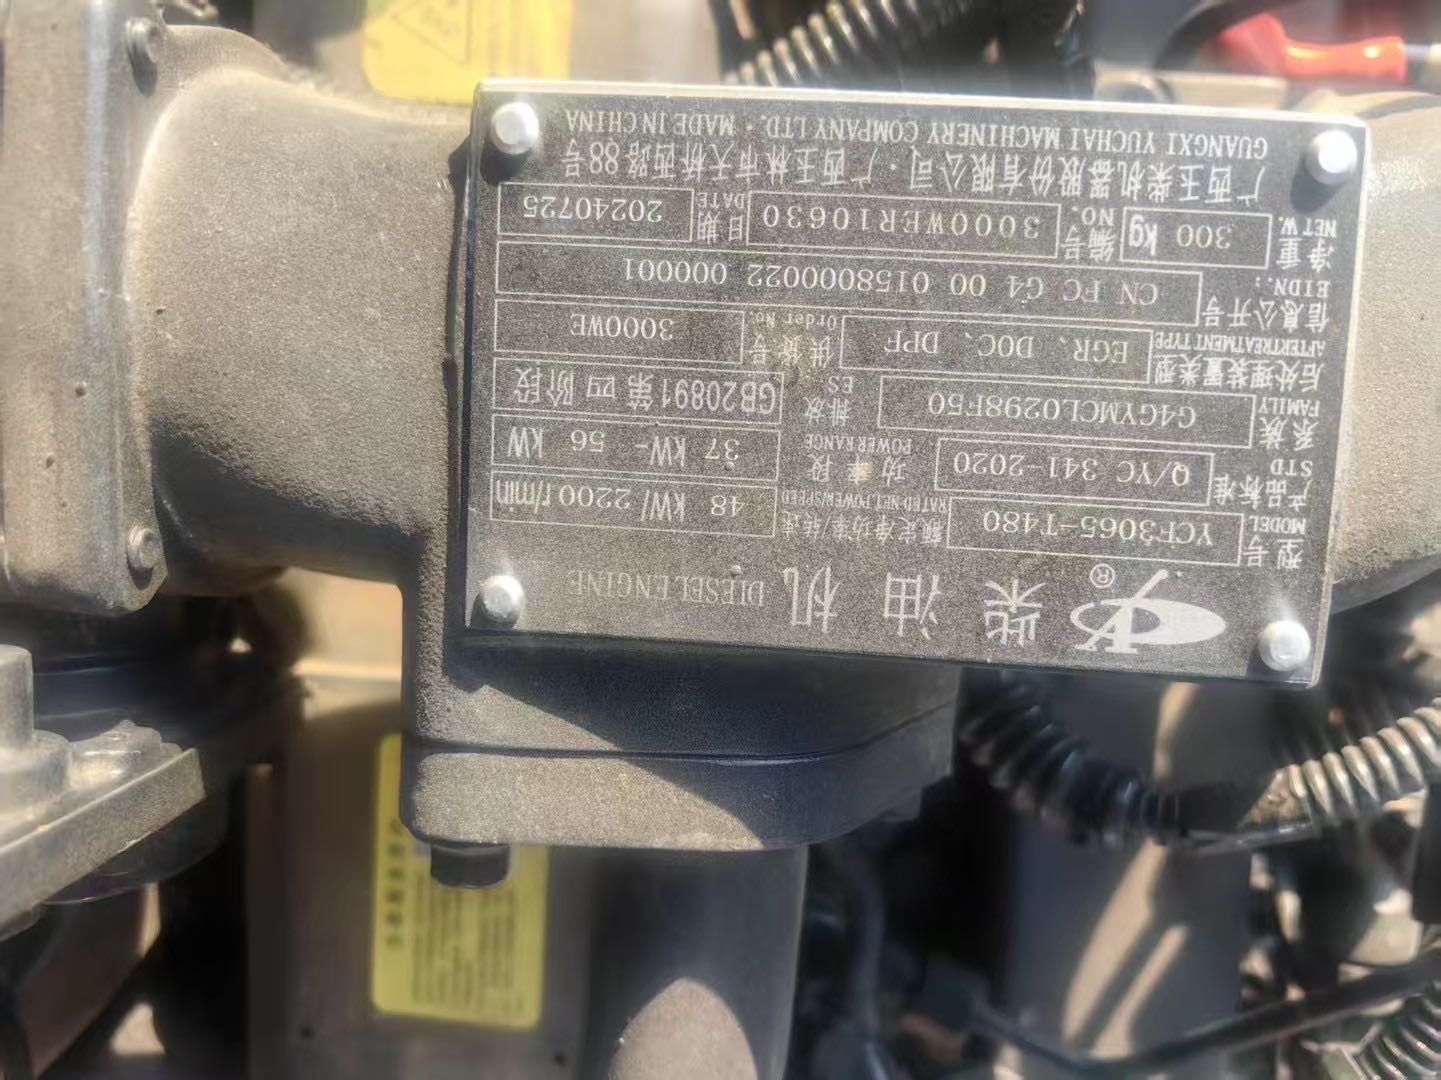 柴油机 DIESEL ENGINE
型号 MODEL YCF3065-T480 额定净功率/转速 RATED NET.POWER/SPEED 48 kW/ 2200 r/min
产品标准 STD Q/YC 341-2020 功率段 POWER RANGE 37 kW- 56 kW
系族 FAMILY G4GYMCL0298F50 排放 ES GB20891第四阶段
后处理装置类型 AFTERTREATMENT TYPE EGR、DOC、DPF 供货号 Order No. 3000WE
信息公开号 EIDN.: CN FC G4 00 0158000022 000001
净重 NET.W. 300 kg 编号 NO. 3000WER10630 日期 DATE 20240725
广西玉柴机器股份有限公司·广西玉林市天桥西路88号
GUANGXI YUCHAI MACHINERY COMPANY LTD.·MADE IN CHINA